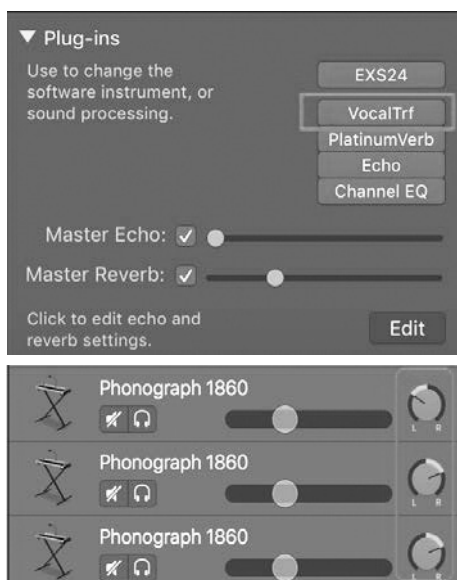 ▼ Plug-ins
Use to change the
software instrument, or
sound processing.
EXS24
VocalTrf
PlatinumVerb
Echo
Channel EQ
Master Echo:
Master Reverb:
Click to edit echo and
reverb settings.
Edit
Phonograph 1860
L R
Phonograph 1860
L R
Phonograph 1860
L R